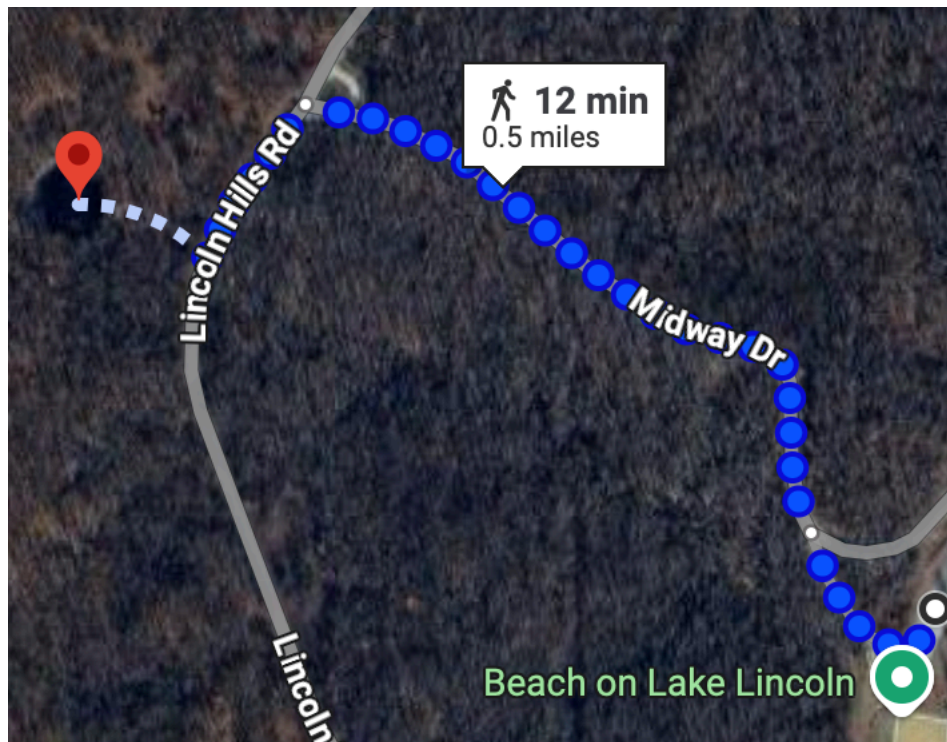 12 min
0.5 miles
Lincoln Hills Rd
Midway Dr
Lincoln
Beach on Lake Lincoln